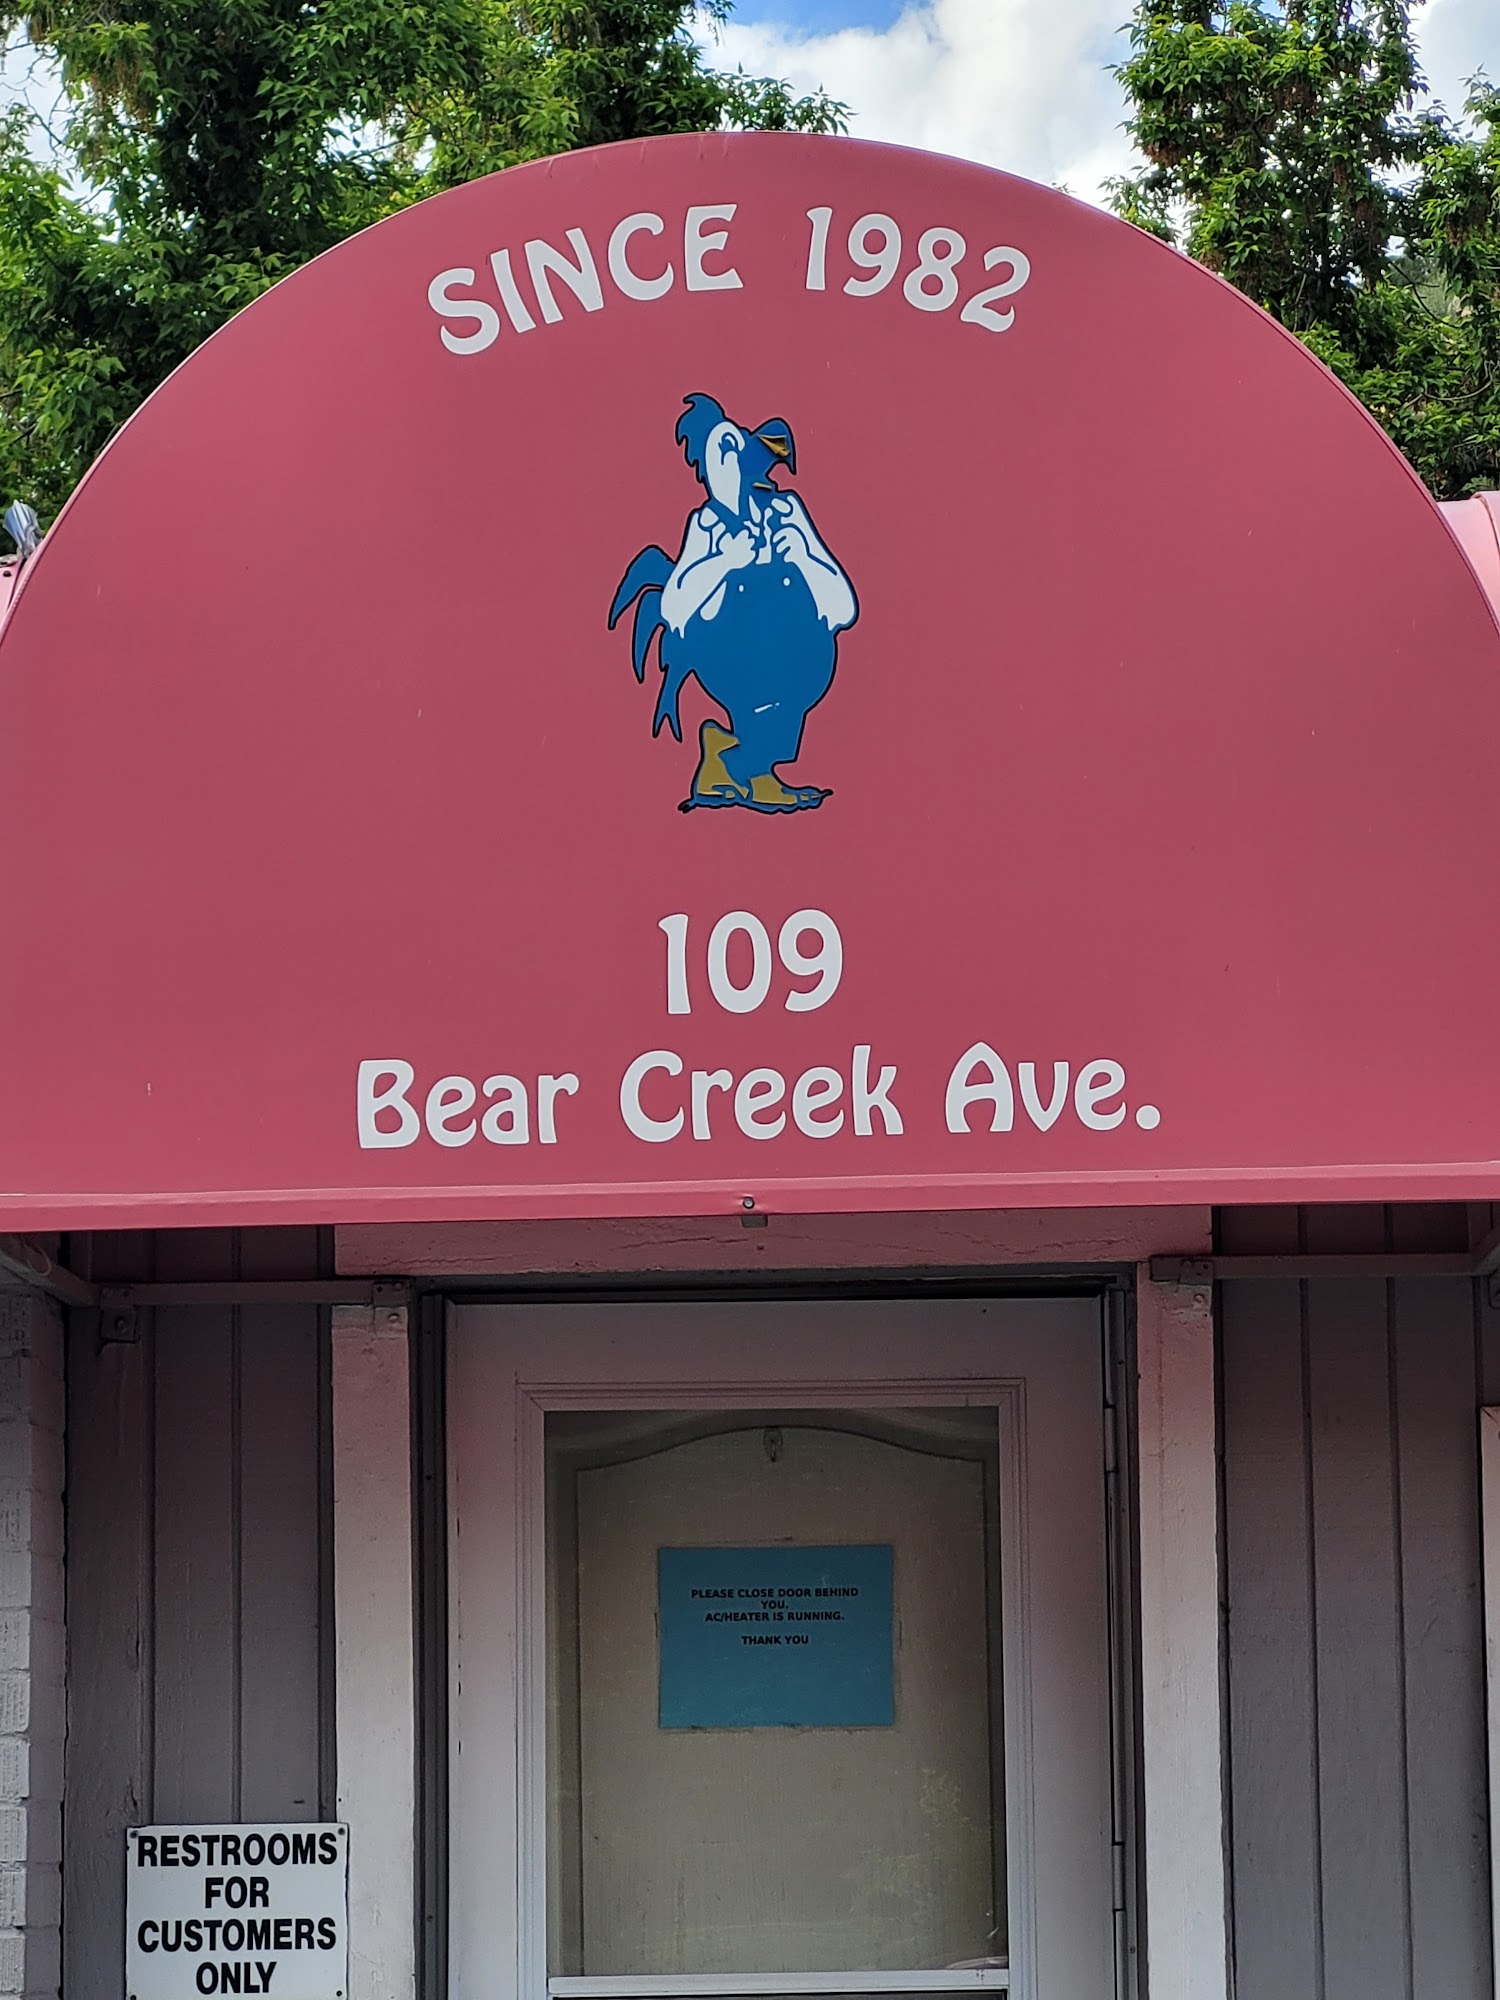 SINCE 1982
109
Bear Creek Ave.
PLEASE CLOSE DOOR BEHIND
YOU.
AC/HEATER IS RUNNING.
THANK YOU
RESTROOMS
FOR
CUSTOMERS
ONLY